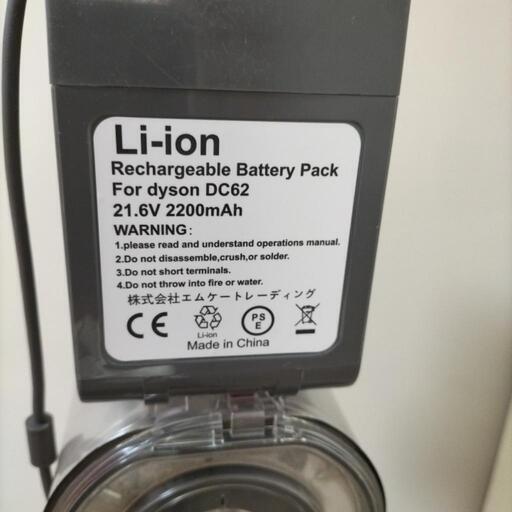 Li-ion
Rechargeable Battery Pack
For dyson DC62
21.6V 2200mAh
WARNING:
1.please read and understand operations manual.
2.Do not disassemble,crush,or solder.
3.Do not short terminals.
4.Do not throw into fire or water.
株式会社エムケートレーディング
CE
Li-ion
PS
E
Made in China